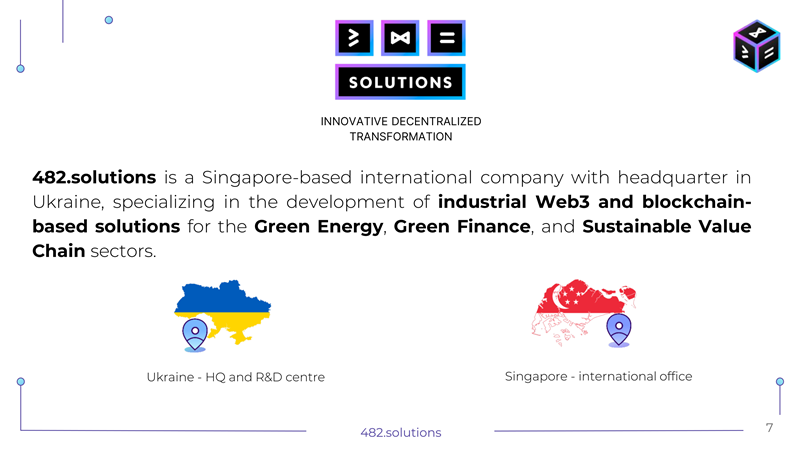 SOLUTIONS
INNOVATIVE DECENTRALIZED
TRANSFORMATION
482.solutions is a Singapore-based international company with headquarter in
Ukraine, specializing in the development of industrial Web3 and blockchain-
based solutions for the Green Energy, Green Finance, and Sustainable Value
Chain sectors.
Ukraine - HQ and R&D centre
Singapore - international office
482.solutions
7